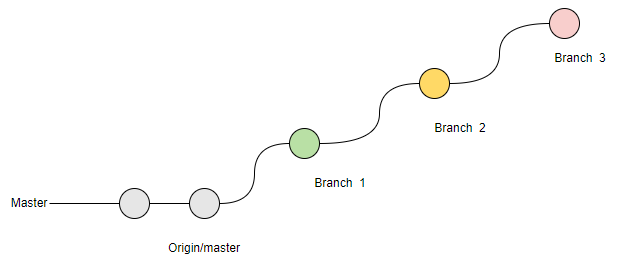 Branch 3
Branch 2
Branch 1
Master
Origin/master